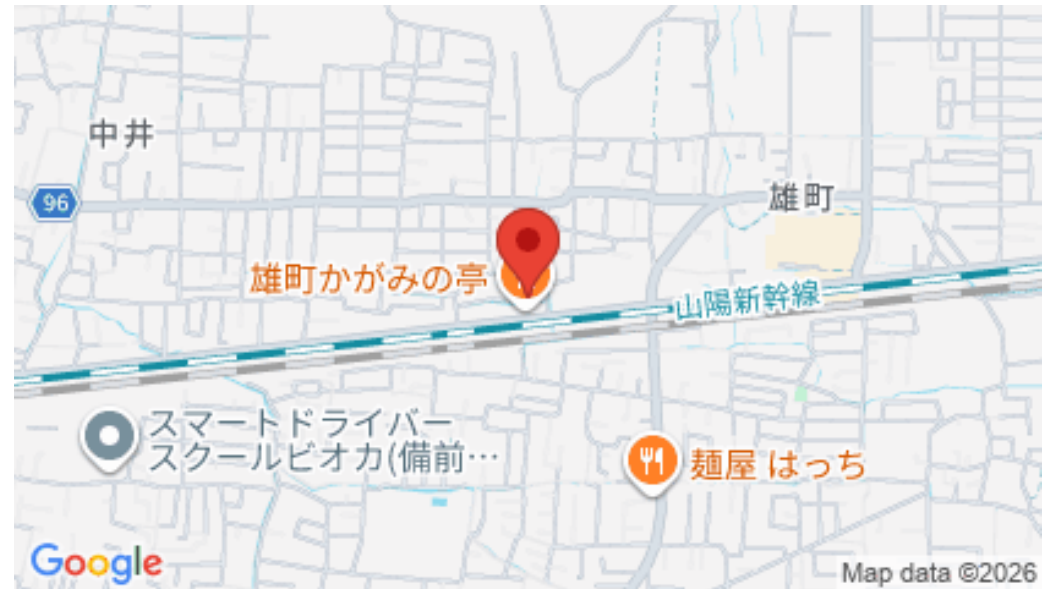 中井
96
雄町
雄町かがみの亭
山陽新幹線
スマートドライバー
スクールビオカ(備前…
麺屋 はっち
Google
Map data ©2026